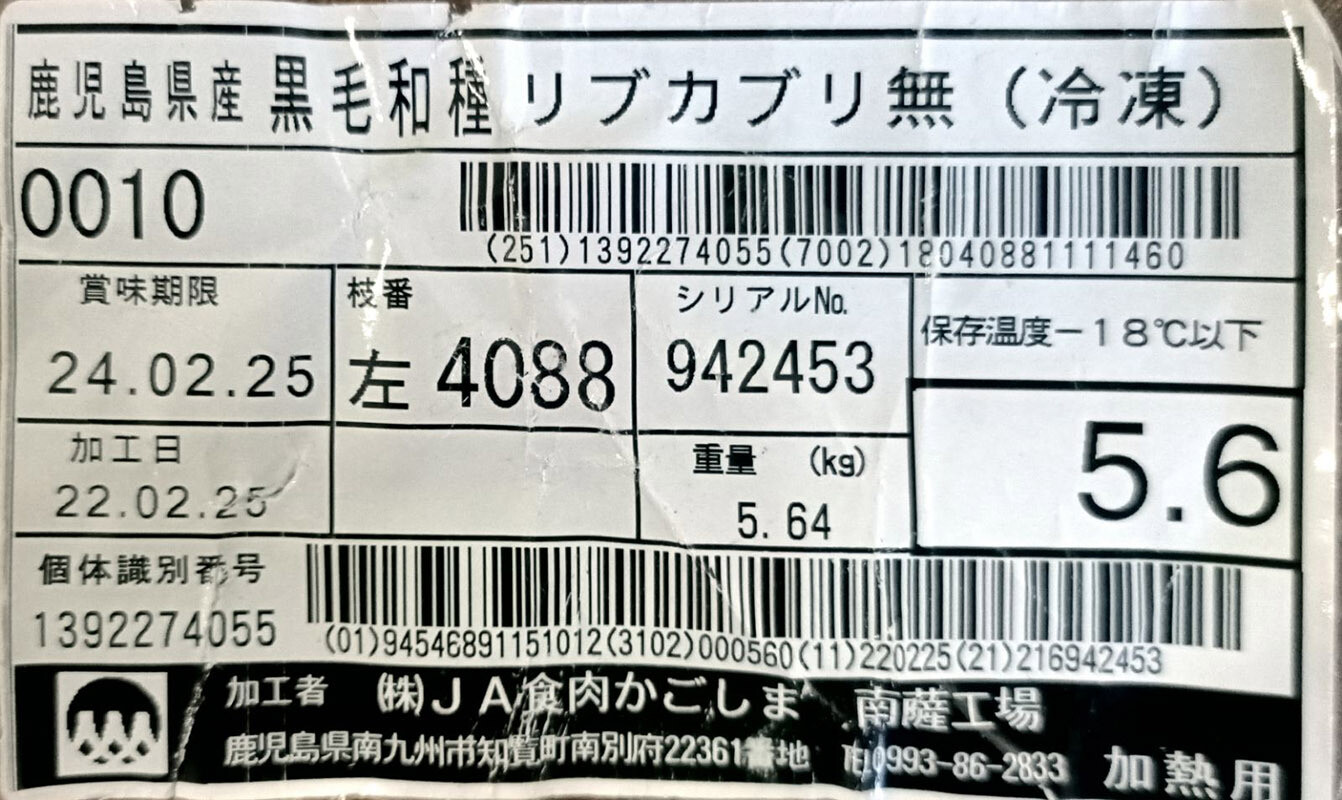 鹿児島県産 黒毛和種 リブカブリ無（冷凍）
0010
(251)1392274055(7002)18040881111460
賞味期限
24.02.25
枝番
左 4088
シリアルNo.
942453
保存温度－１８℃以下
加工日
22.02.25
重量 (kg)
5.64
5.6
個体識別番号
1392274055
(01)94546891151012(3102)000560(11)220225(21)216942453
加工者 ㈱ＪＡ食肉かごしま 南薩工場
鹿児島県南九州市知覧町南別府22361番地 ℡0993-86-2833 加熱用